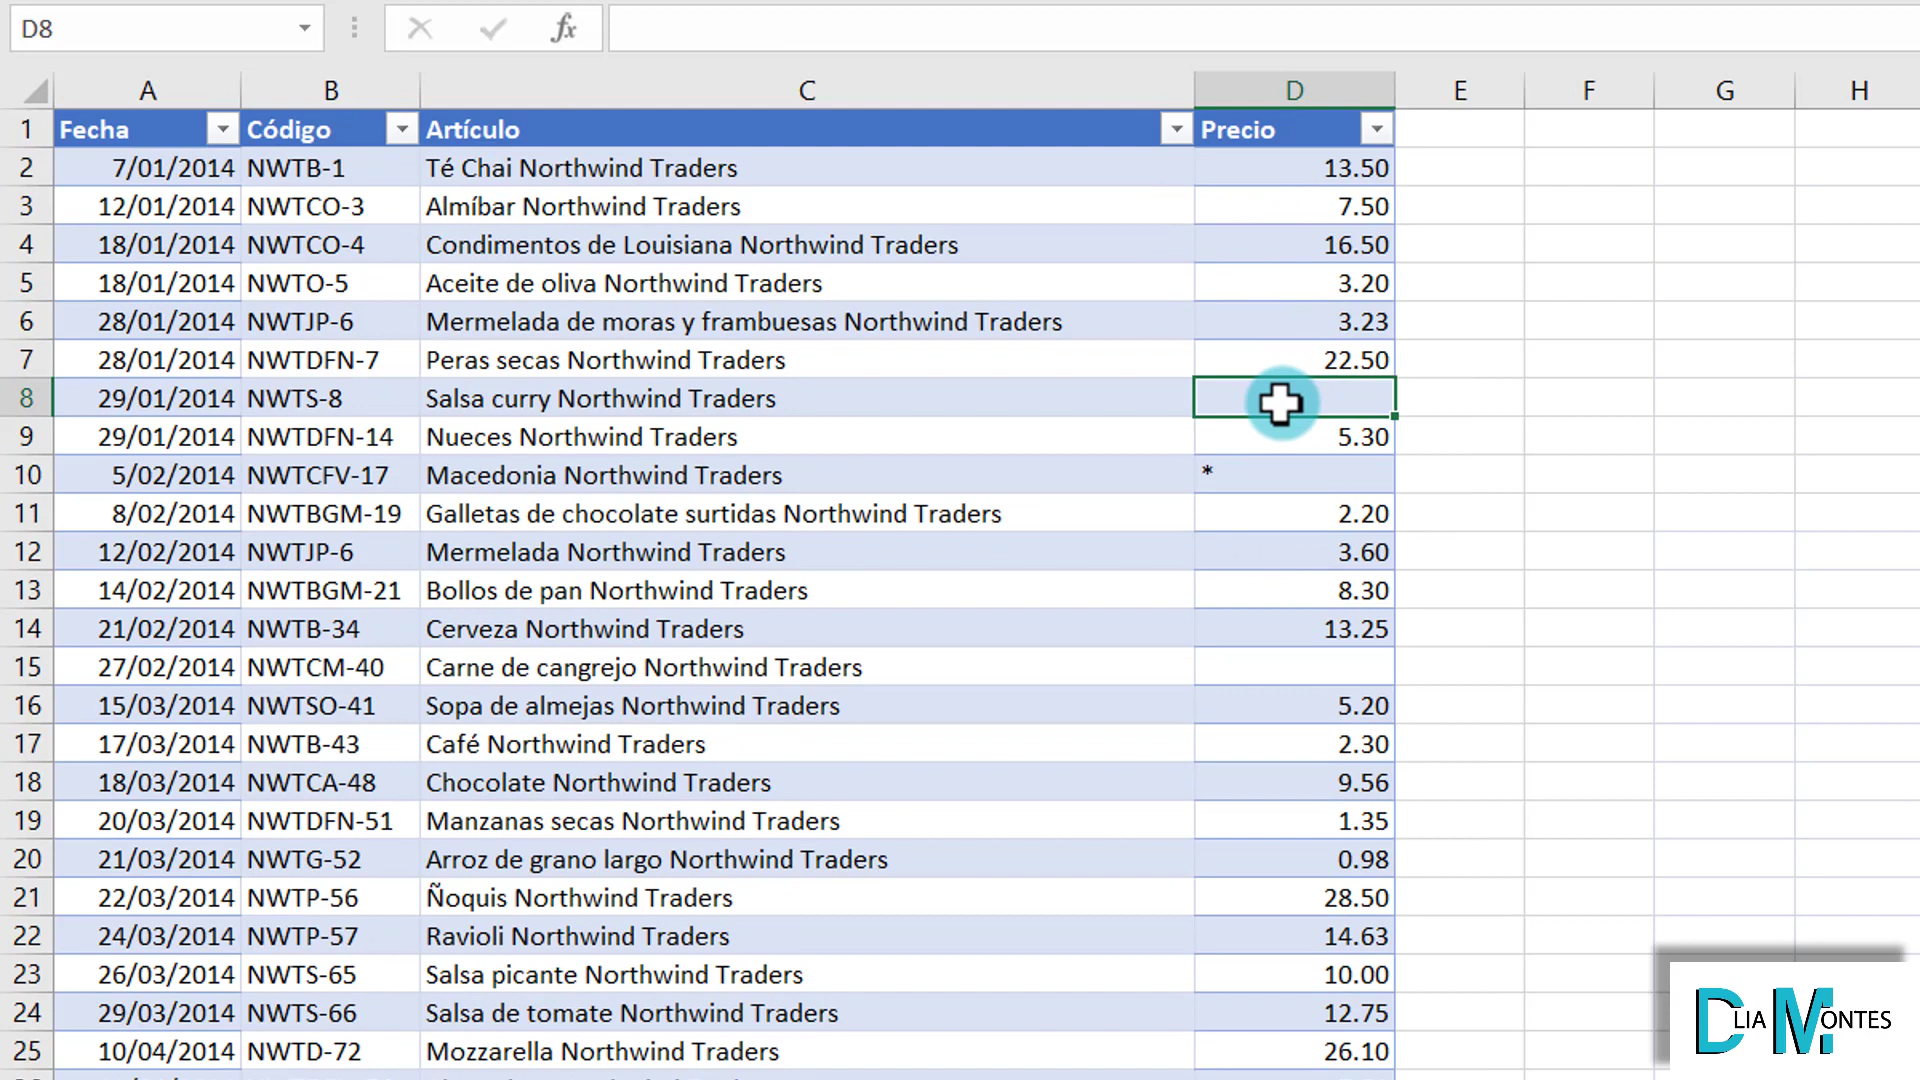 D8 fx
A B C D E F G H
1 Fecha Código Artículo Precio
2 7/01/2014 NWTB-1 Té Chai Northwind Traders 13.50
3 12/01/2014 NWTCO-3 Almíbar Northwind Traders 7.50
4 18/01/2014 NWTCO-4 Condimentos de Louisiana Northwind Traders 16.50
5 18/01/2014 NWTO-5 Aceite de oliva Northwind Traders 3.20
6 28/01/2014 NWTJP-6 Mermelada de moras y frambuesas Northwind Traders 3.23
7 28/01/2014 NWTDFN-7 Peras secas Northwind Traders 22.50
8 29/01/2014 NWTS-8 Salsa curry Northwind Traders
9 29/01/2014 NWTDFN-14 Nueces Northwind Traders 5.30
10 5/02/2014 NWTCFV-17 Macedonia Northwind Traders *
11 8/02/2014 NWTBGM-19 Galletas de chocolate surtidas Northwind Traders 2.20
12 12/02/2014 NWTJP-6 Mermelada Northwind Traders 3.60
13 14/02/2014 NWTBGM-21 Bollos de pan Northwind Traders 8.30
14 21/02/2014 NWTB-34 Cerveza Northwind Traders 13.25
15 27/02/2014 NWTCM-40 Carne de cangrejo Northwind Traders
16 15/03/2014 NWTSO-41 Sopa de almejas Northwind Traders 5.20
17 17/03/2014 NWTB-43 Café Northwind Traders 2.30
18 18/03/2014 NWTCA-48 Chocolate Northwind Traders 9.56
19 20/03/2014 NWTDFN-51 Manzanas secas Northwind Traders 1.35
20 21/03/2014 NWTG-52 Arroz de grano largo Northwind Traders 0.98
21 22/03/2014 NWTP-56 Ñoquis Northwind Traders 28.50
22 24/03/2014 NWTP-57 Ravioli Northwind Traders 14.63
23 26/03/2014 NWTS-65 Salsa picante Northwind Traders 10.00
24 29/03/2014 NWTS-66 Salsa de tomate Northwind Traders 12.75
25 10/04/2014 NWTD-72 Mozzarella Northwind Traders 26.10
DLIA MONTES